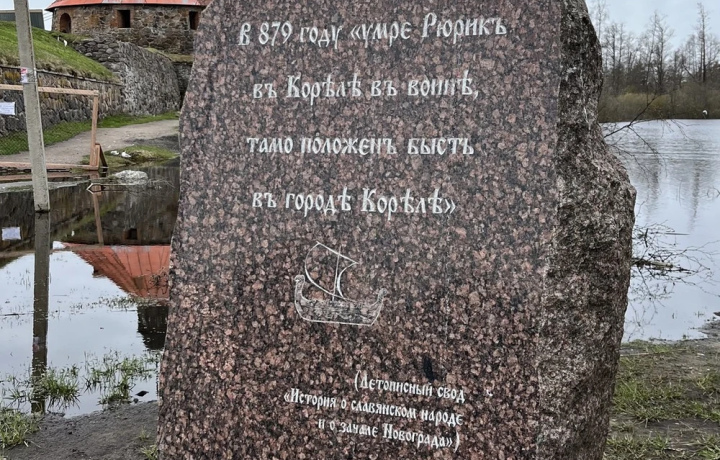 В 879 году «умре Рюрикъ
въ Корѣлѣ въ воинѣ,
тамо положенъ бысть
въ городѣ Корѣлѣ»
(Летописный свод
«История о славянском народе
и о зачале Новограда»)